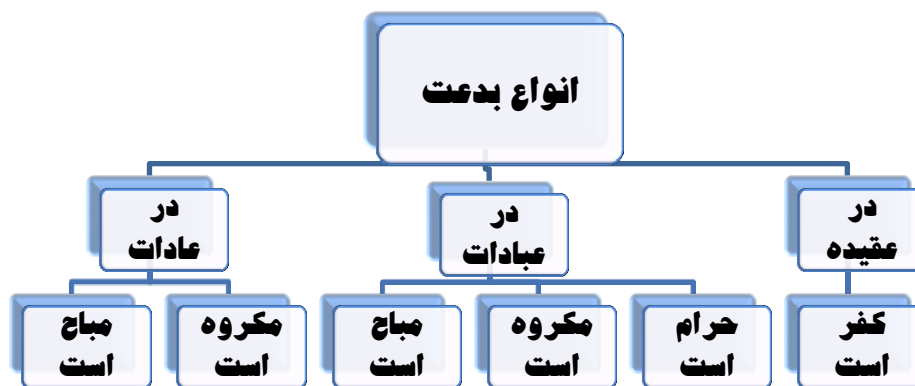 انواع بدعت
در
عقیده
در
عبادات
در
عادات
کفر
است
حرام
است
مکروه
است
مباح
است
مکروه
است
مباح
است